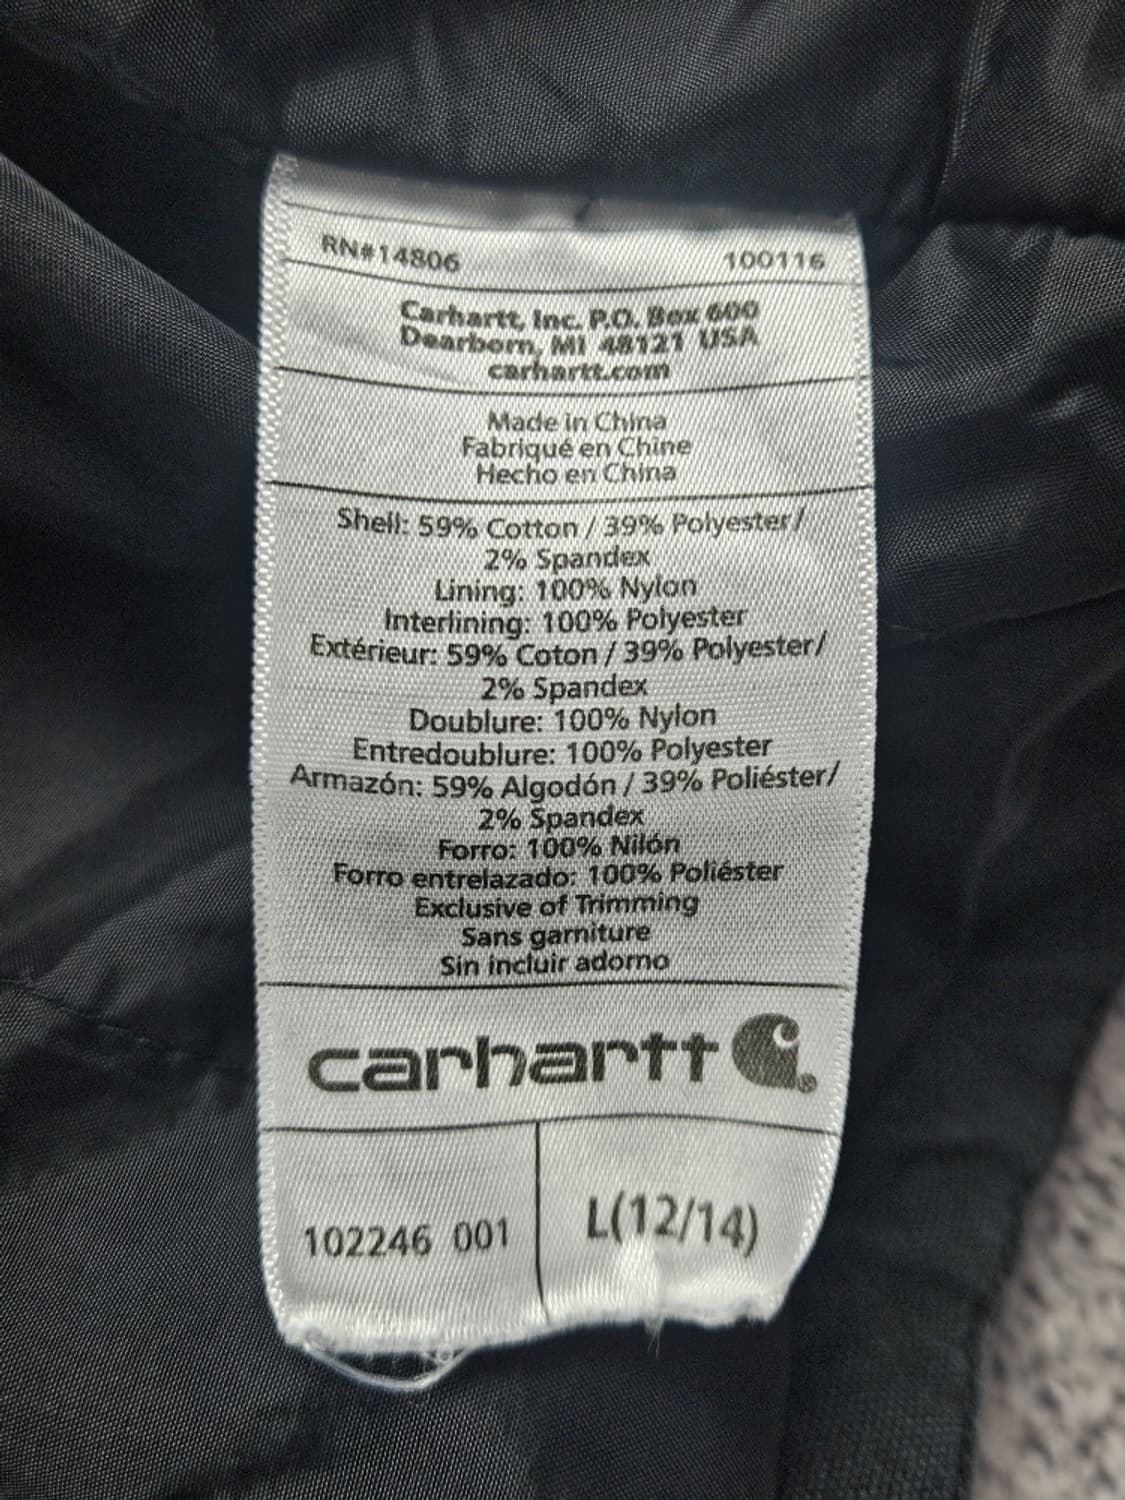 RN#14806 100116
Carhartt, Inc. P.O. Box 600
Dearborn, MI 48121 USA
carhartt.com
Made in China
Fabriqué en Chine
Hecho en China
Shell: 59% Cotton / 39% Polyester/
2% Spandex
Lining: 100% Nylon
Interlining: 100% Polyester
Extérieur: 59% Coton / 39% Polyester/
2% Spandex
Doublure: 100% Nylon
Entredoublure: 100% Polyester
Armazón: 59% Algodón / 39% Poliéster/
2% Spandex
Forro: 100% Nilón
Forro entrelazado: 100% Poliéster
Exclusive of Trimming
Sans garniture
Sin incluir adorno
carhartt ®
102246 001 L(12/14)